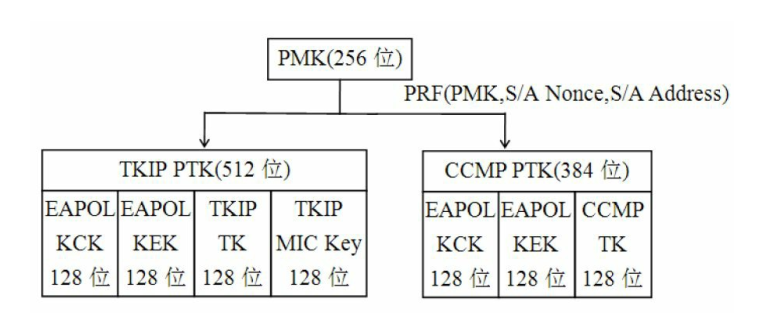 PMK(256 位)
PRF(PMK,S/A Nonce,S/A Address)
TKIP PTK(512 位)
EAPOL KCK 128 位
EAPOL KEK 128 位
TKIP TK 128 位
TKIP MIC Key 128 位
CCMP PTK(384 位)
EAPOL KCK 128 位
EAPOL KEK 128 位
CCMP TK 128 位